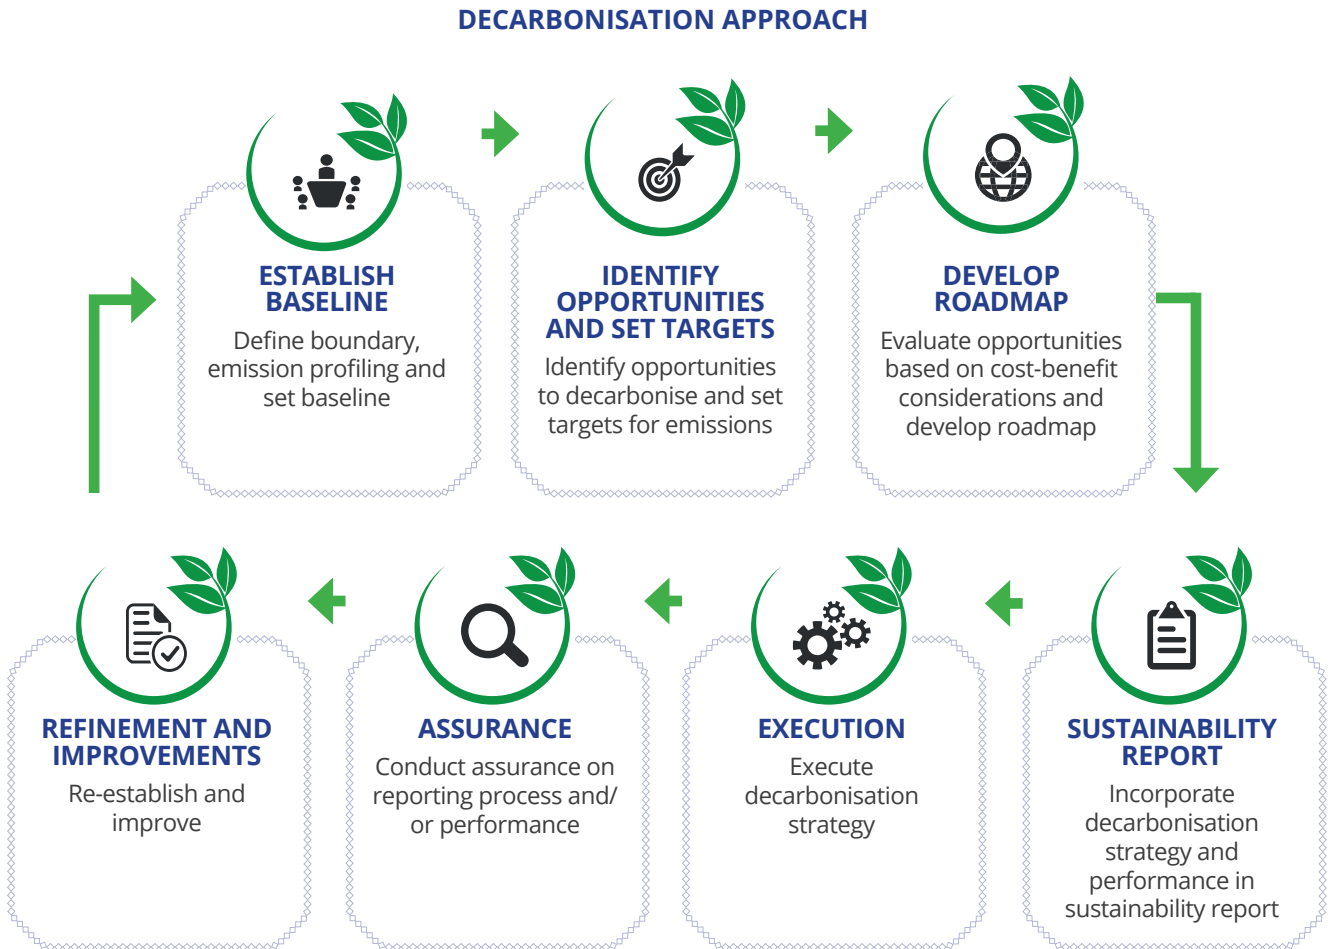 DECARBONISATION APPROACH
ESTABLISH
BASELINE
Define boundary,
emission profiling and
set baseline
IDENTIFY
OPPORTUNITIES
AND SET TARGETS
Identify opportunities
to decarbonise and set
targets for emissions
DEVELOP
ROADMAP
Evaluate opportunities
based on cost-benefit
considerations and
develop roadmap
REFINEMENT AND
IMPROVEMENTS
Re-establish and
improve
ASSURANCE
Conduct assurance on
reporting process and/
or performance
EXECUTION
Execute
decarbonisation
strategy
SUSTAINABILITY
REPORT
Incorporate
decarbonisation
strategy and
performance in
sustainability report